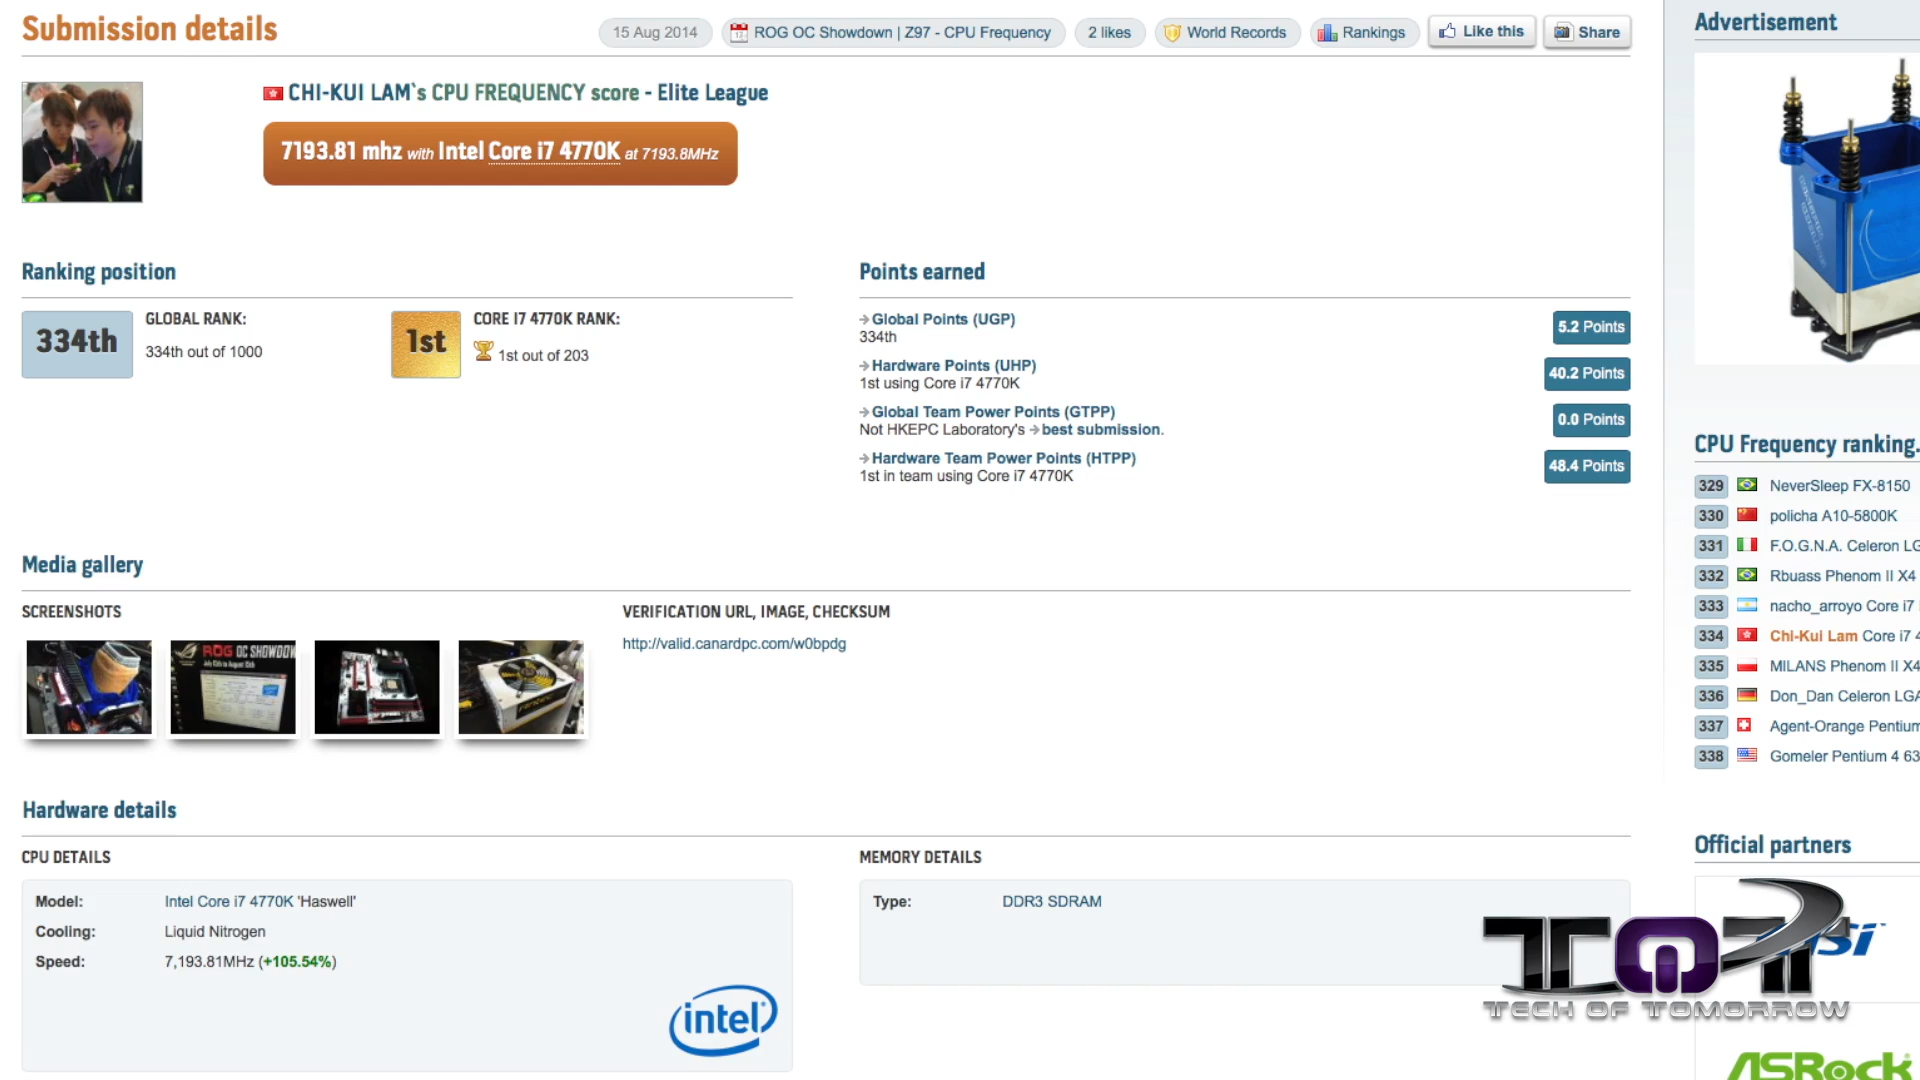 Submission details
15 Aug 2014
ROG OC Showdown | Z97 - CPU Frequency
2 likes
World Records
Rankings
Like this
Share
CHI-KUI LAM`s CPU FREQUENCY score - Elite League
7193.81 mhz with Intel Core i7 4770K at 7193.8MHz
Ranking position
334th
GLOBAL RANK:
334th out of 1000
1st
CORE I7 4770K RANK:
1st out of 203
Points earned
Global Points (UGP)
334th
5.2 Points
Hardware Points (UHP)
1st using Core i7 4770K
40.2 Points
Global Team Power Points (GTPP)
Not HKEPC Laboratory's best submission.
0.0 Points
Hardware Team Power Points (HTPP)
1st in team using Core i7 4770K
48.4 Points
Media gallery
SCREENSHOTS
ROG OC SHOWDOW
VERIFICATION URL, IMAGE, CHECKSUM
http://valid.canardpc.com/w0bpdg
Hardware details
CPU DETAILS
Model: Intel Core i7 4770K 'Haswell'
Cooling: Liquid Nitrogen
Speed: 7,193.81MHz (+105.54%)
intel
MEMORY DETAILS
Type: DDR3 SDRAM
Advertisement
CPU Frequency ranking.
329 NeverSleep FX-8150
330 policha A10-5800K
331 F.O.G.N.A. Celeron LG
332 Rbuass Phenom II X4
333 nacho_arroyo Core i7
334 Chi-Kui Lam Core i7 4
335 MILANS Phenom II X4
336 Don_Dan Celeron LGA
337 Agent-Orange Pentium
338 Gomeler Pentium 4 63
Official partners
TOT
TECH OF TOMORROW
ASRock